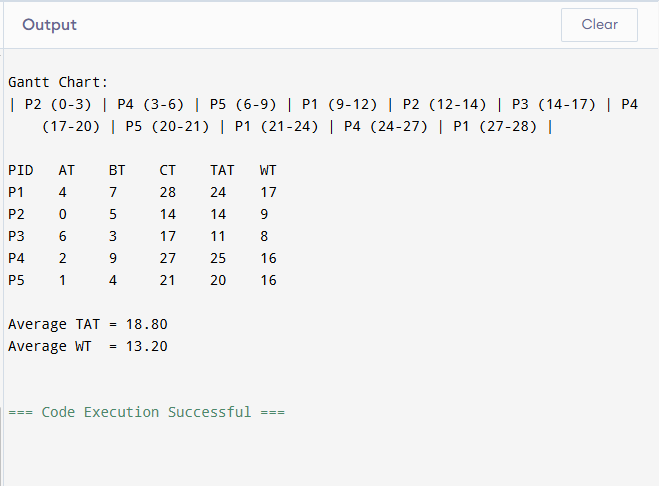 Output
Clear
Gantt Chart:
| P2 (0-3) | P4 (3-6) | P5 (6-9) | P1 (9-12) | P2 (12-14) | P3 (14-17) | P4
(17-20) | P5 (20-21) | P1 (21-24) | P4 (24-27) | P1 (27-28) |
PID AT BT CT TAT WT
P1 4 7 28 24 17
P2 0 5 14 14 9
P3 6 3 17 11 8
P4 2 9 27 25 16
P5 1 4 21 20 16
Average TAT = 18.80
Average WT = 13.20
=== Code Execution Successful ===